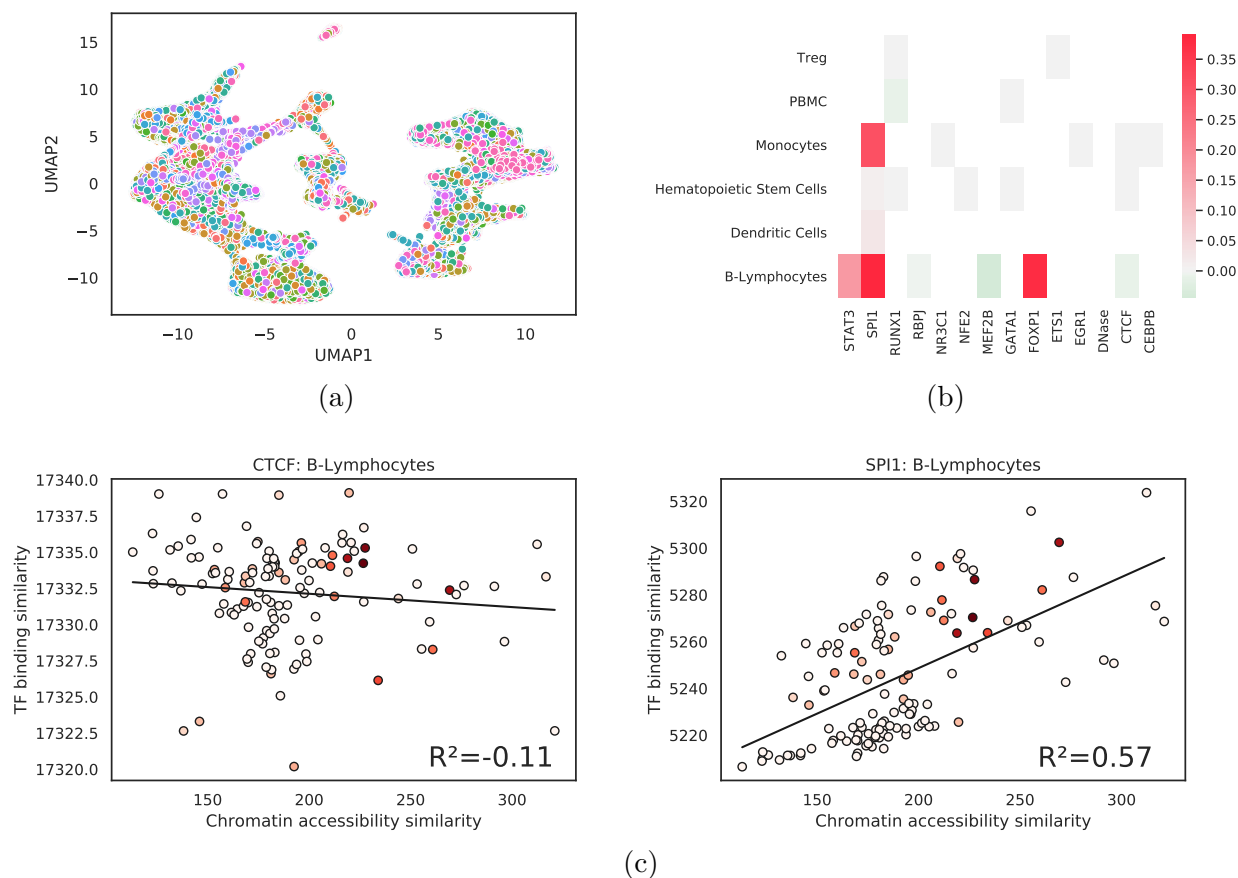 15
10
5
0
−5
−10
UMAP2
−10
−5
0
5
10
UMAP1
(a)
Treg
PBMC
Monocytes
Hematopoietic Stem Cells
Dendritic Cells
B-Lymphocytes
STAT3
SPI1
RUNX1
RBPJ
NR3C1
NFE2
MEF2B
GATA1
FOXP1
ETS1
EGR1
DNase
CTCF
CEBPB
0.35
0.30
0.25
0.20
0.15
0.10
0.05
0.00
(b)
CTCF: B-Lymphocytes
17340.0
17337.5
17335.0
17332.5
17330.0
17327.5
17325.0
17322.5
17320.0
TF binding similarity
R²=-0.11
150
200
250
300
Chromatin accessibility similarity
SPI1: B-Lymphocytes
5320
5300
5280
5260
5240
5220
TF binding similarity
R²=0.57
150
200
250
300
Chromatin accessibility similarity
(c)